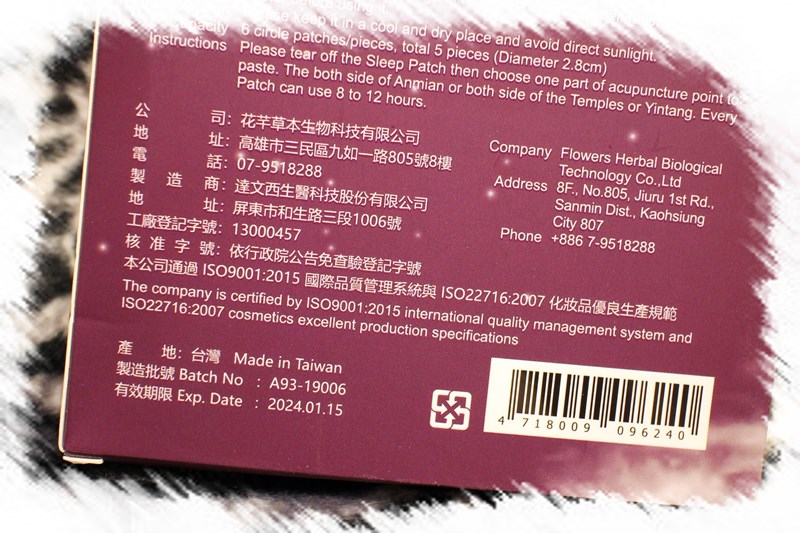 before using it.
keep it in a cool and dry place and avoid direct sunlight.
6 circle patches/pieces, total 5 pieces (Diameter 2.8cm)
Instructions Please tear off the Sleep Patch then choose one part of acupuncture point to
paste. The both side of Anmian or both side of the Temples or Yintang. Every
Patch can use 8 to 12 hours.
公司: 花芊草本生物科技有限公司
地址: 高雄市三民區九如一路805號8樓
電話: 07-9518288
製造商: 達文西生醫科技股份有限公司
地址: 屏東市和生路三段1006號
工廠登記字號: 13000457
核准字號: 依行政院公告免查驗登記字號
Company Flowers Herbal Biological
Technology Co.,Ltd
Address 8F., No.805, Jiuru 1st Rd.,
Sanmin Dist., Kaohsiung
City 807
Phone +886 7-9518288
本公司通過 ISO9001:2015 國際品質管理系統與 ISO22716:2007 化妝品優良生產規範
The company is certified by ISO9001:2015 international quality management system and
ISO22716:2007 cosmetics excellent production specifications
產地: 台灣 Made in Taiwan
製造批號 Batch No : A93-19006
有效期限 Exp. Date : 2024.01.15
4 718009 096240